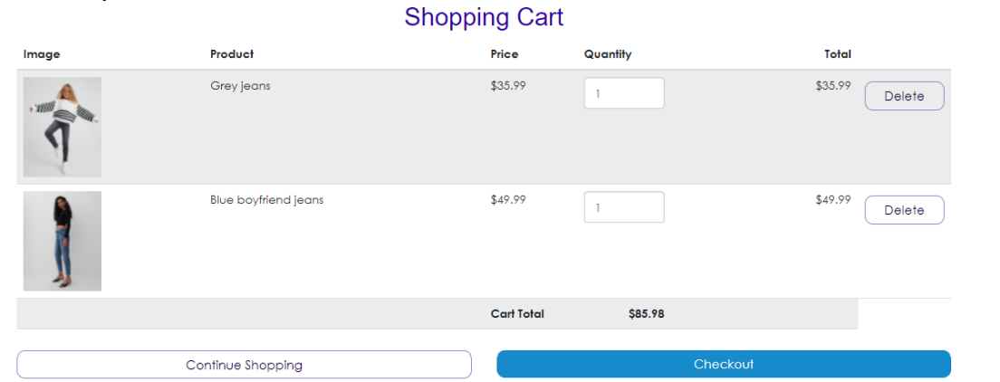 Shopping Cart
Image Product Price Quantity Total
Grey jeans $35.99 1 $35.99 Delete
Blue boyfriend jeans $49.99 1 $49.99 Delete
Cart Total $85.98
Continue Shopping Checkout